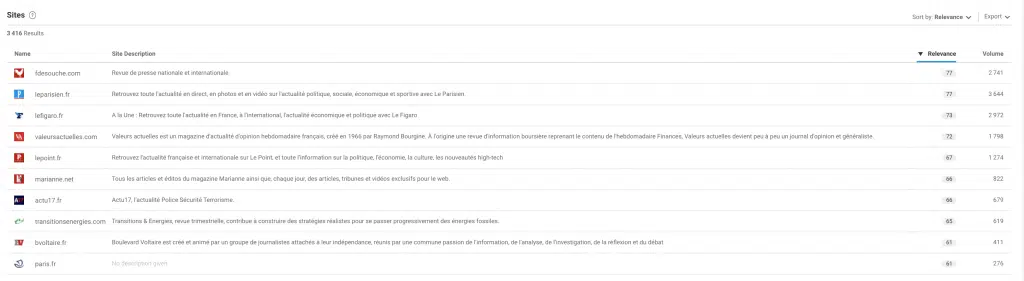 Sites ?
Sort by: Relevance Export
3 416 Results
Name Site Description Relevance Volume
fdesouche.com Revue de presse nationale et internationale. 77 2 741
leparisien.fr Retrouvez toute l'actualité en direct, en photos et en vidéo sur l'actualité politique, sociale, économique et sportive avec Le Parisien. 77 3 644
lefigaro.fr A la Une : Retrouvez toute l'actualité en France, à l'international, l'actualité économique et politique avec Le Figaro 73 2 972
valeursactuelles.com Valeurs actuelles est un magazine d'actualité d'opinion hebdomadaire français, créé en 1966 par Raymond Bourgine. À l'origine une revue d'information boursière reprenant le contenu de l'hebdomadaire Finances, Valeurs actuelles devient peu à peu un journal d'opinion et généraliste. 72 1 798
lepoint.fr Retrouvez l'actualité française et internationale sur Le Point, et toute l'information sur la politique, l'économie, la culture, les nouveautés high-tech 67 1 274
marianne.net Tous les articles et éditos du magazine Marianne ainsi que, chaque jour, des articles, tribunes et vidéos exclusifs pour le web. 66 822
actu17.fr Actu17, l'actualité Police Sécurité Terrorisme. 66 679
transitionsenergies.com Transitions & Energies, revue trimestrielle, contribue à construire des stratégies réalistes pour se passer progressivement des énergies fossiles. 65 619
bvoltaire.fr Boulevard Voltaire est créé et animé par un groupe de journalistes attachés à leur indépendance, réunis par une commune passion de l'information, de l'analyse, de l'investigation, de la réflexion et du débat 61 411
paris.fr No Description given 61 276